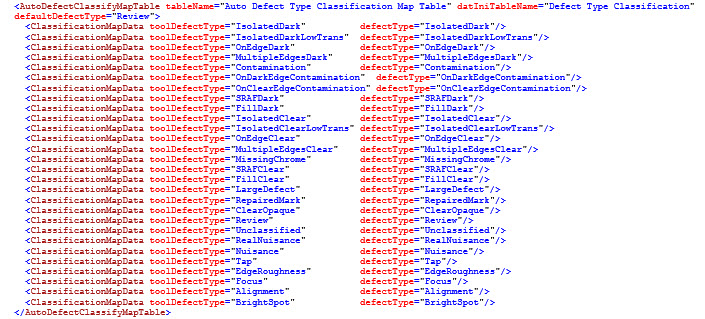 <AutoDefectClassifyMapTable tableName="Auto Defect Type Classification Map Table" datIniTableName="Defect Type Classification"
defaultDefectType="Review">
<ClassificationMapData toolDefectType="IsolatedDark" defectType="IsolatedDark"/>
<ClassificationMapData toolDefectType="IsolatedDarkLowTrans" defectType="IsolatedDarkLowTrans"/>
<ClassificationMapData toolDefectType="OnEdgeDark" defectType="OnEdgeDark"/>
<ClassificationMapData toolDefectType="MultipleEdgesDark" defectType="MultipleEdgesDark"/>
<ClassificationMapData toolDefectType="Contamination" defectType="Contamination"/>
<ClassificationMapData toolDefectType="OnDarkEdgeContamination" defectType="OnDarkEdgeContamination"/>
<ClassificationMapData toolDefectType="OnClearEdgeContamination" defectType="OnClearEdgeContamination"/>
<ClassificationMapData toolDefectType="SRAFDark" defectType="SRAFDark"/>
<ClassificationMapData toolDefectType="FillDark" defectType="FillDark"/>
<ClassificationMapData toolDefectType="IsolatedClear" defectType="IsolatedClear"/>
<ClassificationMapData toolDefectType="IsolatedClearLowTrans" defectType="IsolatedClearLowTrans"/>
<ClassificationMapData toolDefectType="OnEdgeClear" defectType="OnEdgeClear"/>
<ClassificationMapData toolDefectType="MultipleEdgesClear" defectType="MultipleEdgesClear"/>
<ClassificationMapData toolDefectType="MissingChrome" defectType="MissingChrome"/>
<ClassificationMapData toolDefectType="SRAFClear" defectType="SRAFClear"/>
<ClassificationMapData toolDefectType="FillClear" defectType="FillClear"/>
<ClassificationMapData toolDefectType="LargeDefect" defectType="LargeDefect"/>
<ClassificationMapData toolDefectType="RepairedMark" defectType="RepairedMark"/>
<ClassificationMapData toolDefectType="ClearOpaque" defectType="ClearOpaque"/>
<ClassificationMapData toolDefectType="Review" defectType="Review"/>
<ClassificationMapData toolDefectType="Unclassified" defectType="Unclassified"/>
<ClassificationMapData toolDefectType="RealNuisance" defectType="RealNuisance"/>
<ClassificationMapData toolDefectType="Nuisance" defectType="Nuisance"/>
<ClassificationMapData toolDefectType="Tap" defectType="Tap"/>
<ClassificationMapData toolDefectType="EdgeRoughness" defectType="EdgeRoughness"/>
<ClassificationMapData toolDefectType="Focus" defectType="Focus"/>
<ClassificationMapData toolDefectType="Alignment" defectType="Alignment"/>
<ClassificationMapData toolDefectType="BrightSpot" defectType="BrightSpot"/>
</AutoDefectClassifyMapTable>